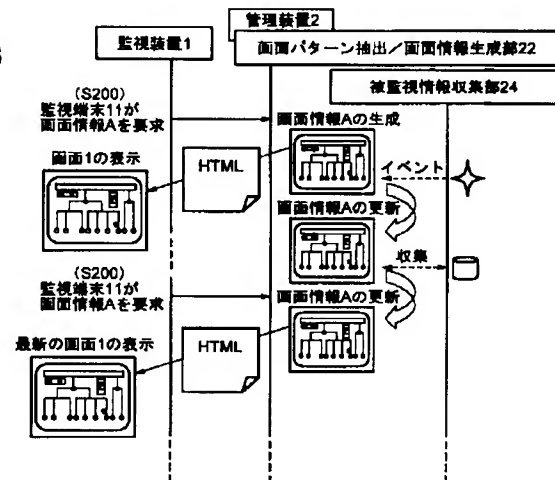 管理装置2
監視装置1
画面パターン抽出／画面情報生成部22
被監視情報収集部24
(S200)
監視端末11が
画面情報Aを要求
画面情報Aの生成
HTML
画面1の表示
イベント
画面情報Aの更新
収集
(S200)
監視端末11が
画面情報Aを要求
画面情報Aの更新
HTML
最新の画面1の表示